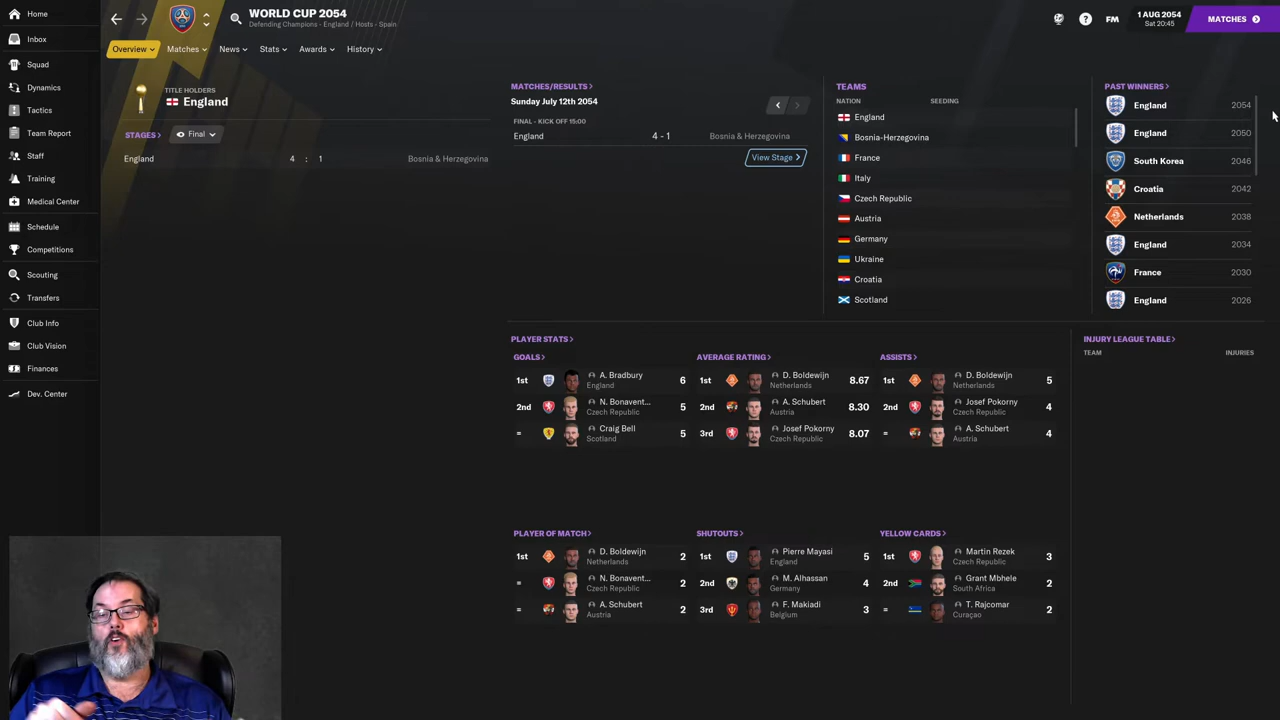 Home
Inbox
Squad
Dynamics
Tactics
Team Report
Staff
Training
Medical Center
Schedule
Competitions
Scouting
Transfers
Club Info
Club Vision
Finances
Dev. Center
WORLD CUP 2054
Defending Champions - England / Hosts - Spain
FM
1 AUG 2054
Sat 20:45
MATCHES
Overview
Matches
News
Stats
Awards
History
TITLE HOLDERS
England
STAGES
Final
England 4 : 1 Bosnia & Herzegovina
MATCHES/RESULTS
Sunday July 12th 2054
FINAL - KICK OFF 15:00
England 4 - 1 Bosnia & Herzegovina
View Stage
TEAMS
NATION SEEDING
England
Bosnia-Herzegovina
France
Italy
Czech Republic
Austria
Germany
Ukraine
Croatia
Scotland
PAST WINNERS
England 2054
England 2050
South Korea 2046
Croatia 2042
Netherlands 2038
England 2034
France 2030
England 2026
PLAYER STATS
GOALS
1st A. Bradbury 6
England
2nd N. Bonavent... 5
Czech Republic
= Craig Bell 5
Scotland
AVERAGE RATING
1st D. Boldewijn 8.67
Netherlands
2nd A. Schubert 8.30
Austria
3rd Josef Pokorny 8.07
Czech Republic
ASSISTS
1st D. Boldewijn 5
Netherlands
2nd Josef Pokorny 4
Czech Republic
= A. Schubert 4
Austria
PLAYER OF MATCH
1st D. Boldewijn 2
Netherlands
= N. Bonavent... 2
Czech Republic
= A. Schubert 2
Austria
SHUTOUTS
1st Pierre Mayasi 5
England
2nd M. Alhassan 4
Germany
3rd F. Makiadi 3
Belgium
YELLOW CARDS
1st Martin Rezek 3
Czech Republic
2nd Grant Mbhele 2
South Africa
= T. Rajcomar 2
Curaçao
INJURY LEAGUE TABLE
TEAM INJURIES